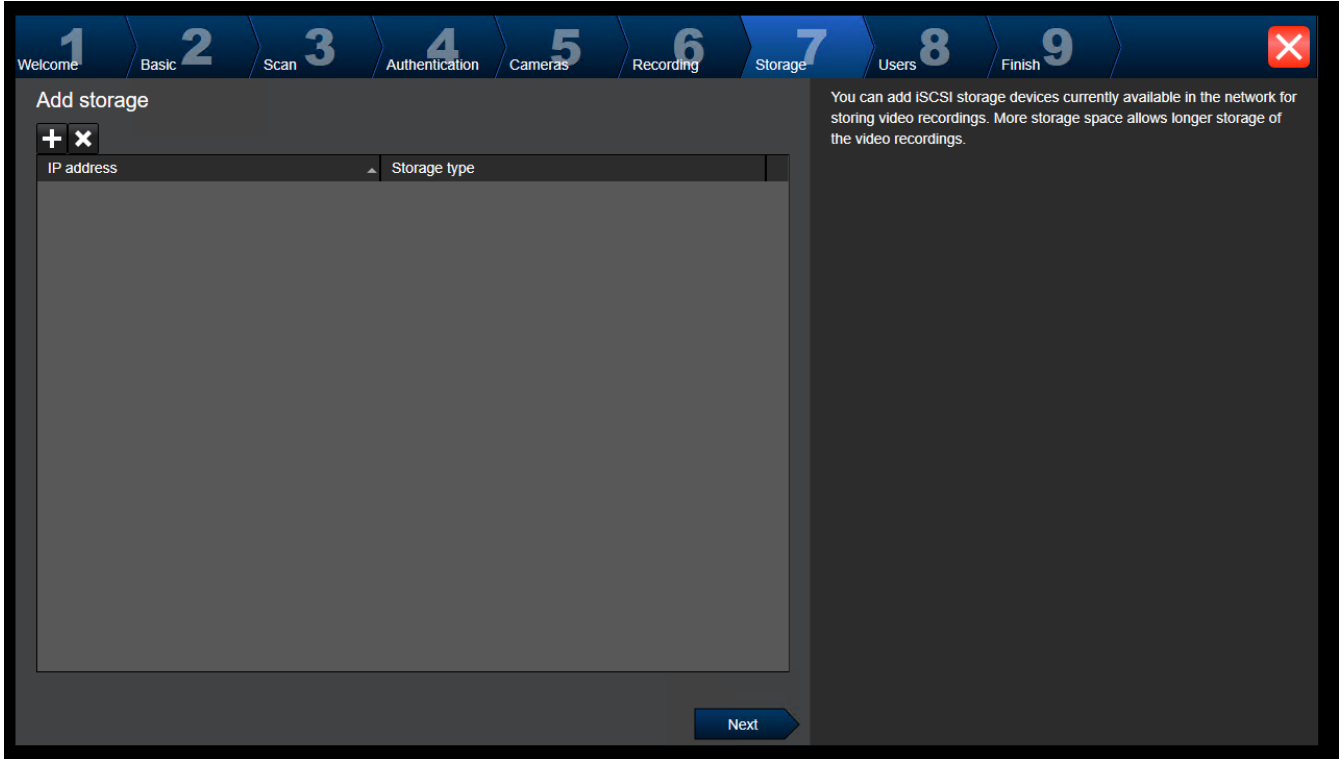 1 2 3 4 5 6 7 8 9
Welcome Basic Scan Authentication Cameras Recording Storage Users Finish
Add storage
IP address Storage type
Next
You can add iSCSI storage devices currently available in the network for
storing video recordings. More storage space allows longer storage of
the video recordings.